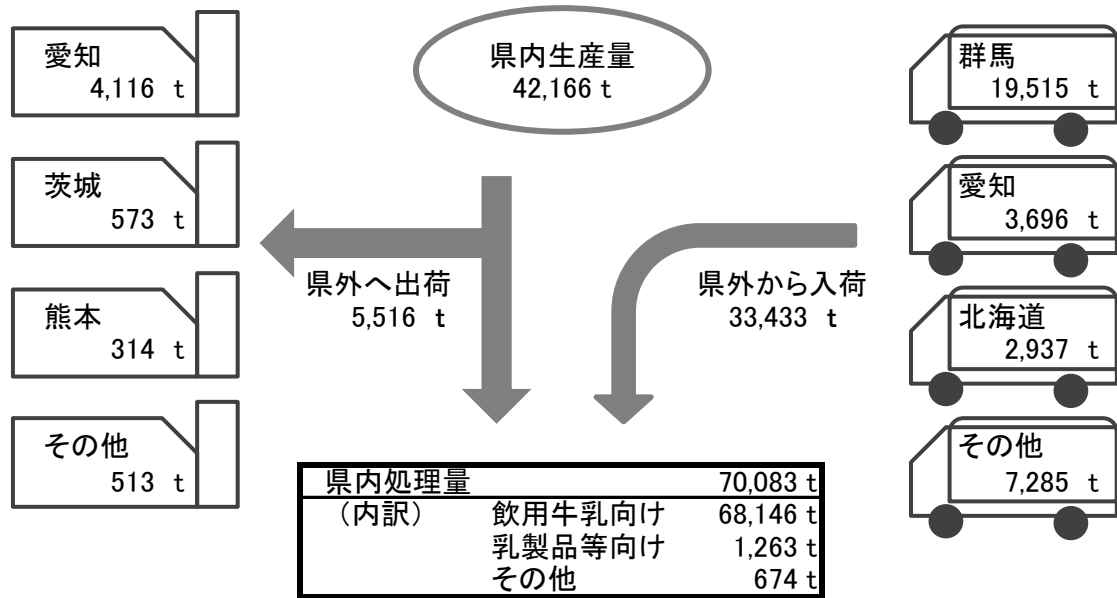 愛知
4,116 t
茨城
573 t
熊本
314 t
その他
513 t
県内生産量
42,166 t
県外へ出荷
5,516 t
県外から入荷
33,433 t
群馬
19,515 t
愛知
3,696 t
北海道
2,937 t
その他
7,285 t
県内処理量 70,083 t
（内訳） 飲用牛乳向け 68,146 t
乳製品等向け 1,263 t
その他 674 t